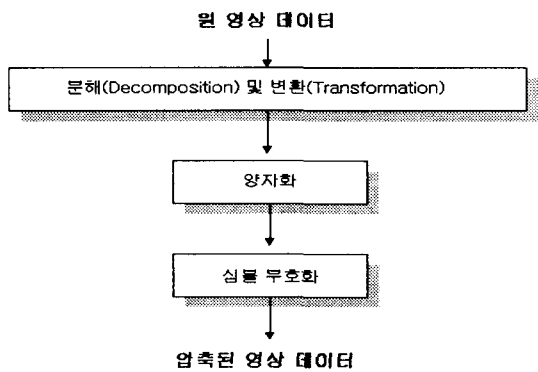 원 영상 데이터
분해(Decomposition) 및 변환(Transformation)
양자화
심볼 부호화
압축된 영상 데이터